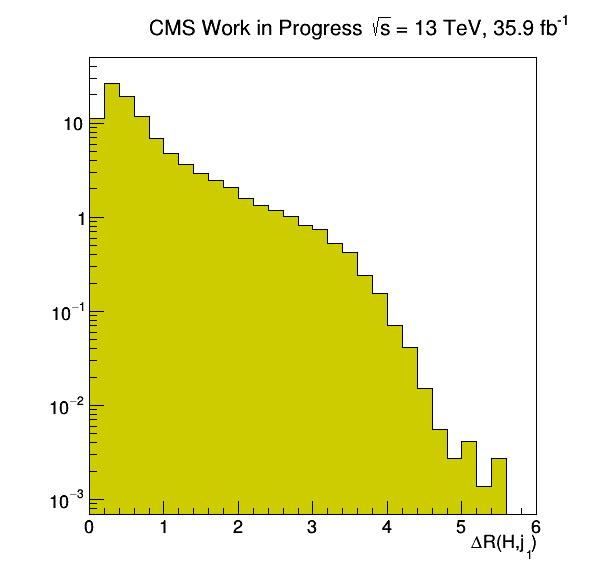 CMS Work in Progress √s = 13 TeV, 35.9 fb⁻¹
10
1
10⁻¹
10⁻²
10⁻³
0 1 2 3 4 5 6
ΔR(H,j₁)